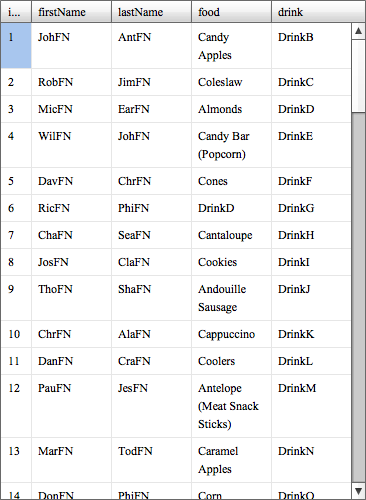 i... firstName lastName food drink
1 JohFN AntFN Candy DrinkB
Apples
2 RobFN JimFN Coleslaw DrinkC
3 MicFN EarFN Almonds DrinkD
4 WilFN JohFN Candy Bar DrinkE
(Popcorn)
5 DavFN ChrFN Cones DrinkF
6 RicFN PhiFN DrinkD DrinkG
7 ChaFN SeaFN Cantaloupe DrinkH
8 JosFN ClaFN Cookies DrinkI
9 ThoFN ShaFN Andouille DrinkJ
Sausage
10 ChrFN AlaFN Cappuccino DrinkK
11 DanFN CraFN Coolers DrinkL
12 PauFN JesFN Antelope DrinkM
(Meat Snack
Sticks)
13 MarFN TodFN Caramel DrinkN
Apples
14 DonFN PhiFN Corn DrinkO